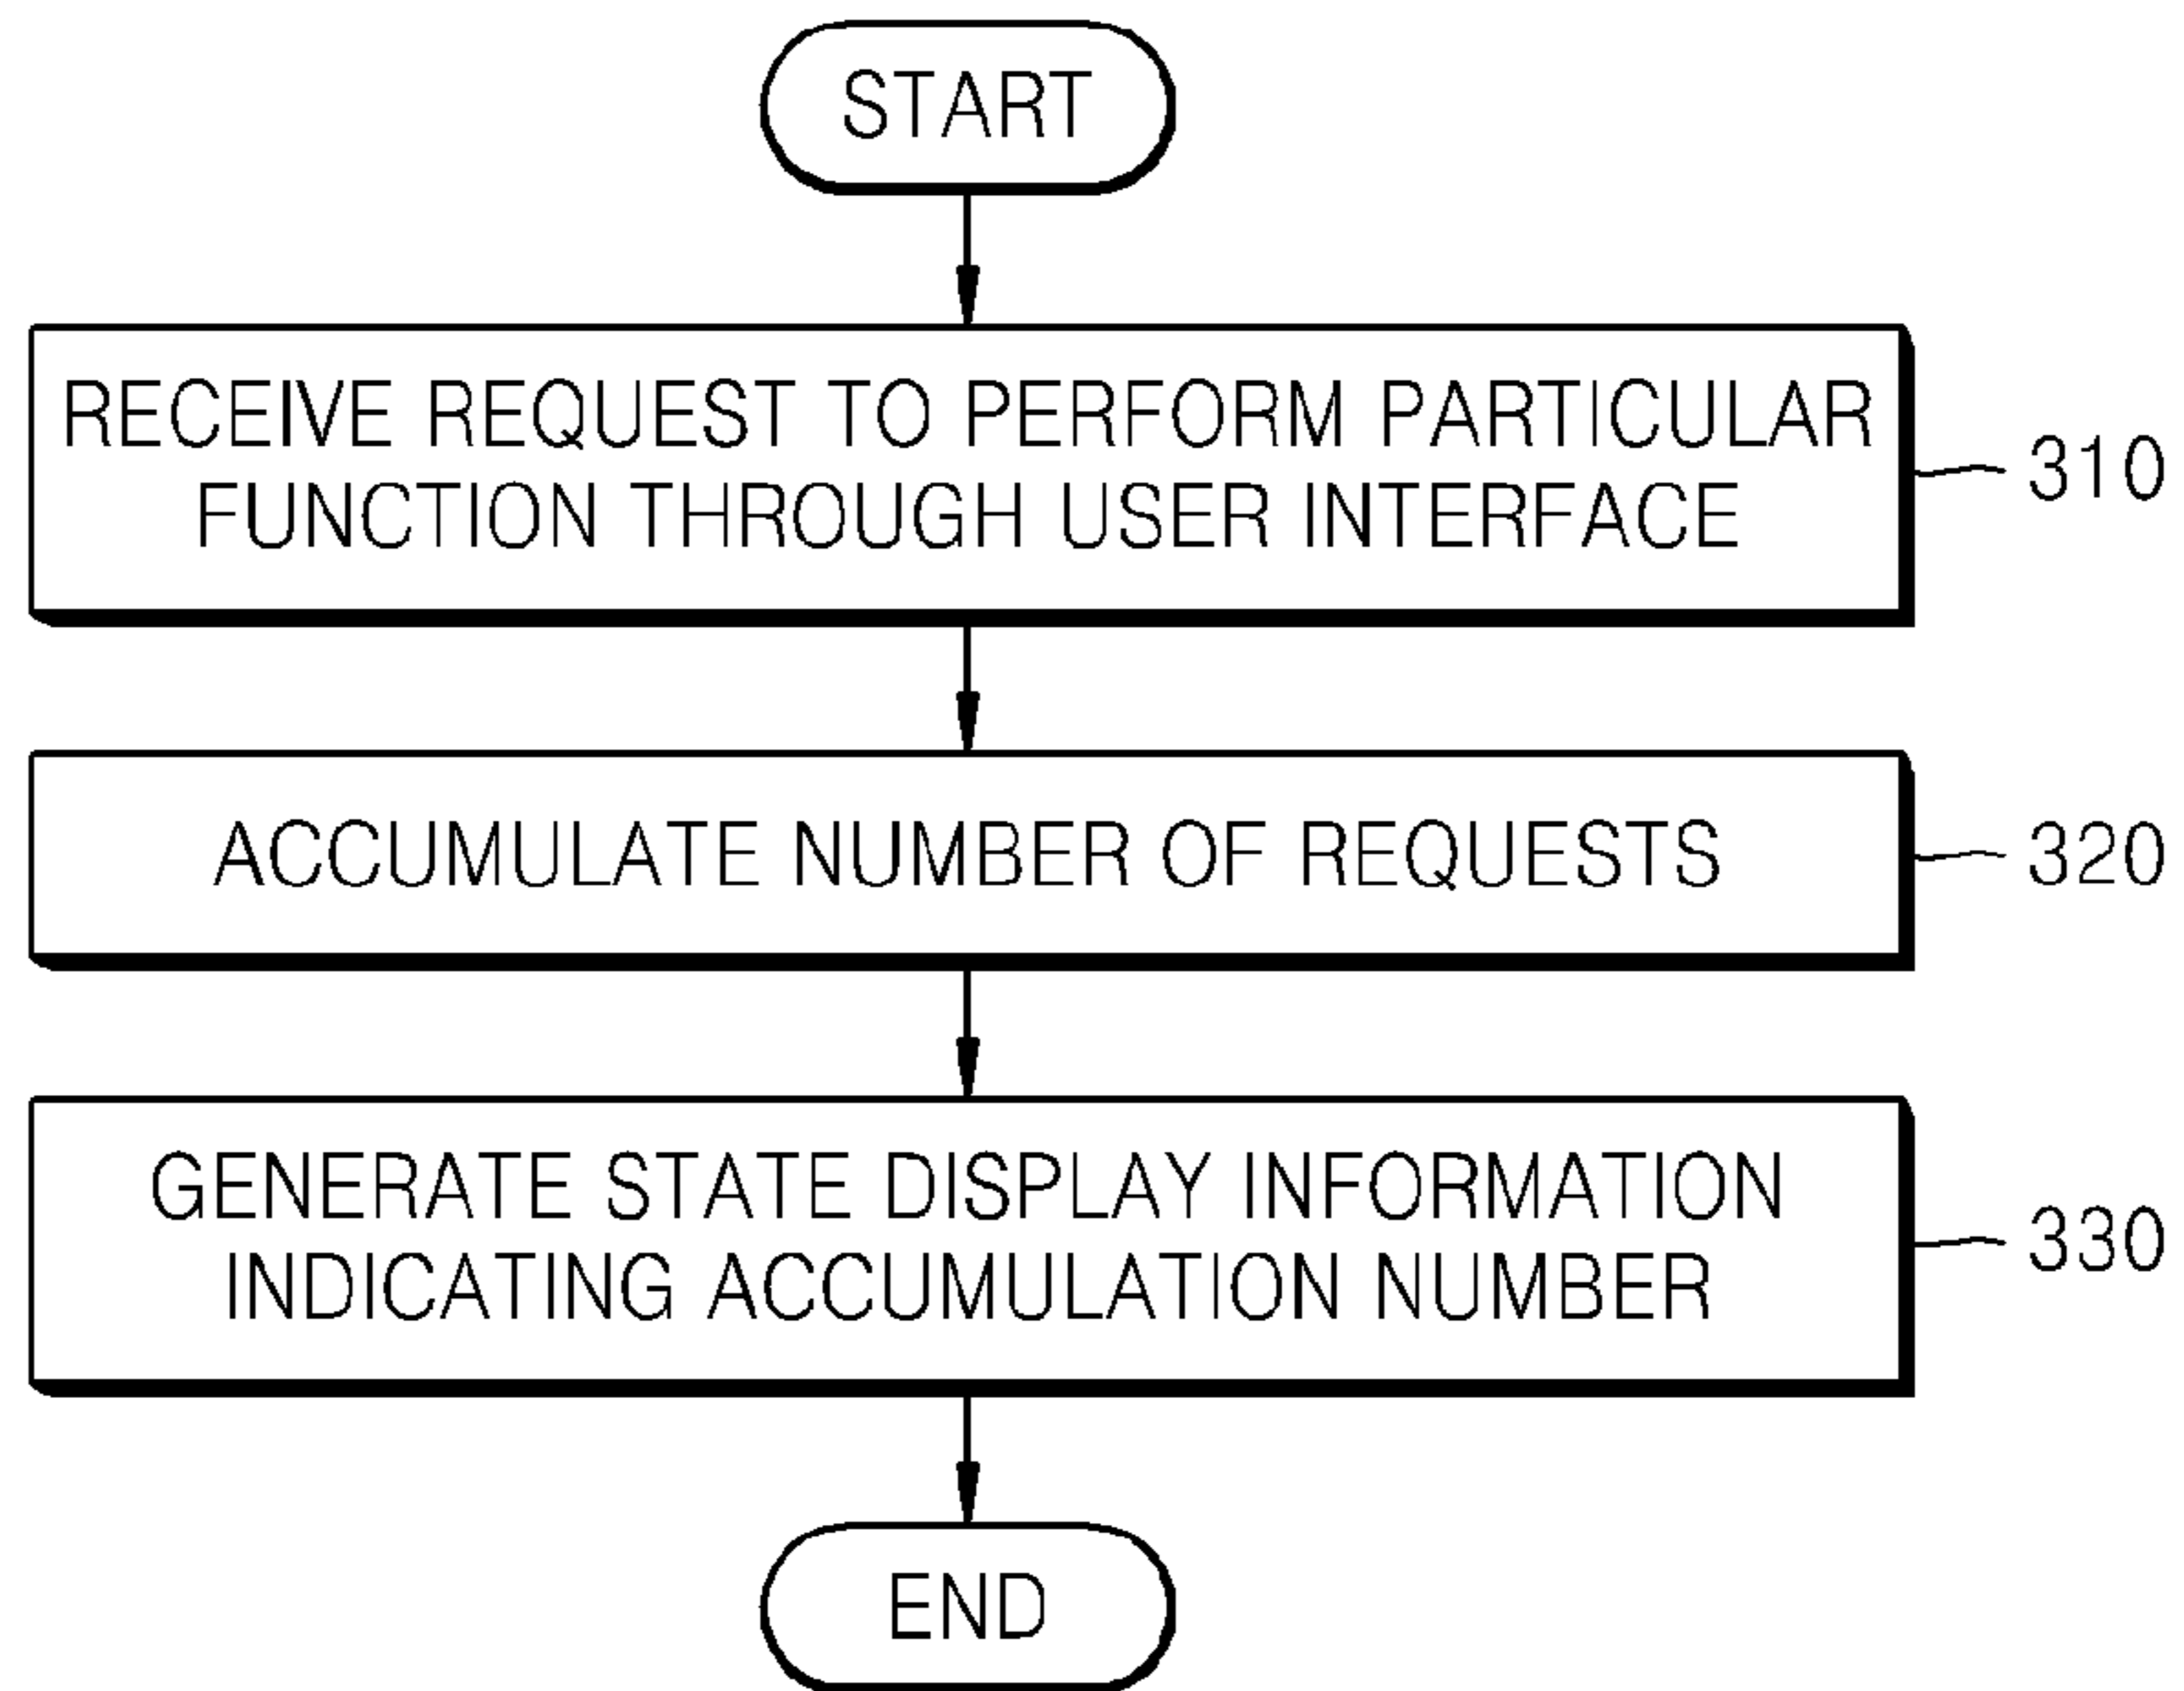 START
RECEIVE REQUEST TO PERFORM PARTICULAR
FUNCTION THROUGH USER INTERFACE
310
ACCUMULATE NUMBER OF REQUESTS
320
GENERATE STATE DISPLAY INFORMATION
INDICATING ACCUMULATION NUMBER
330
END